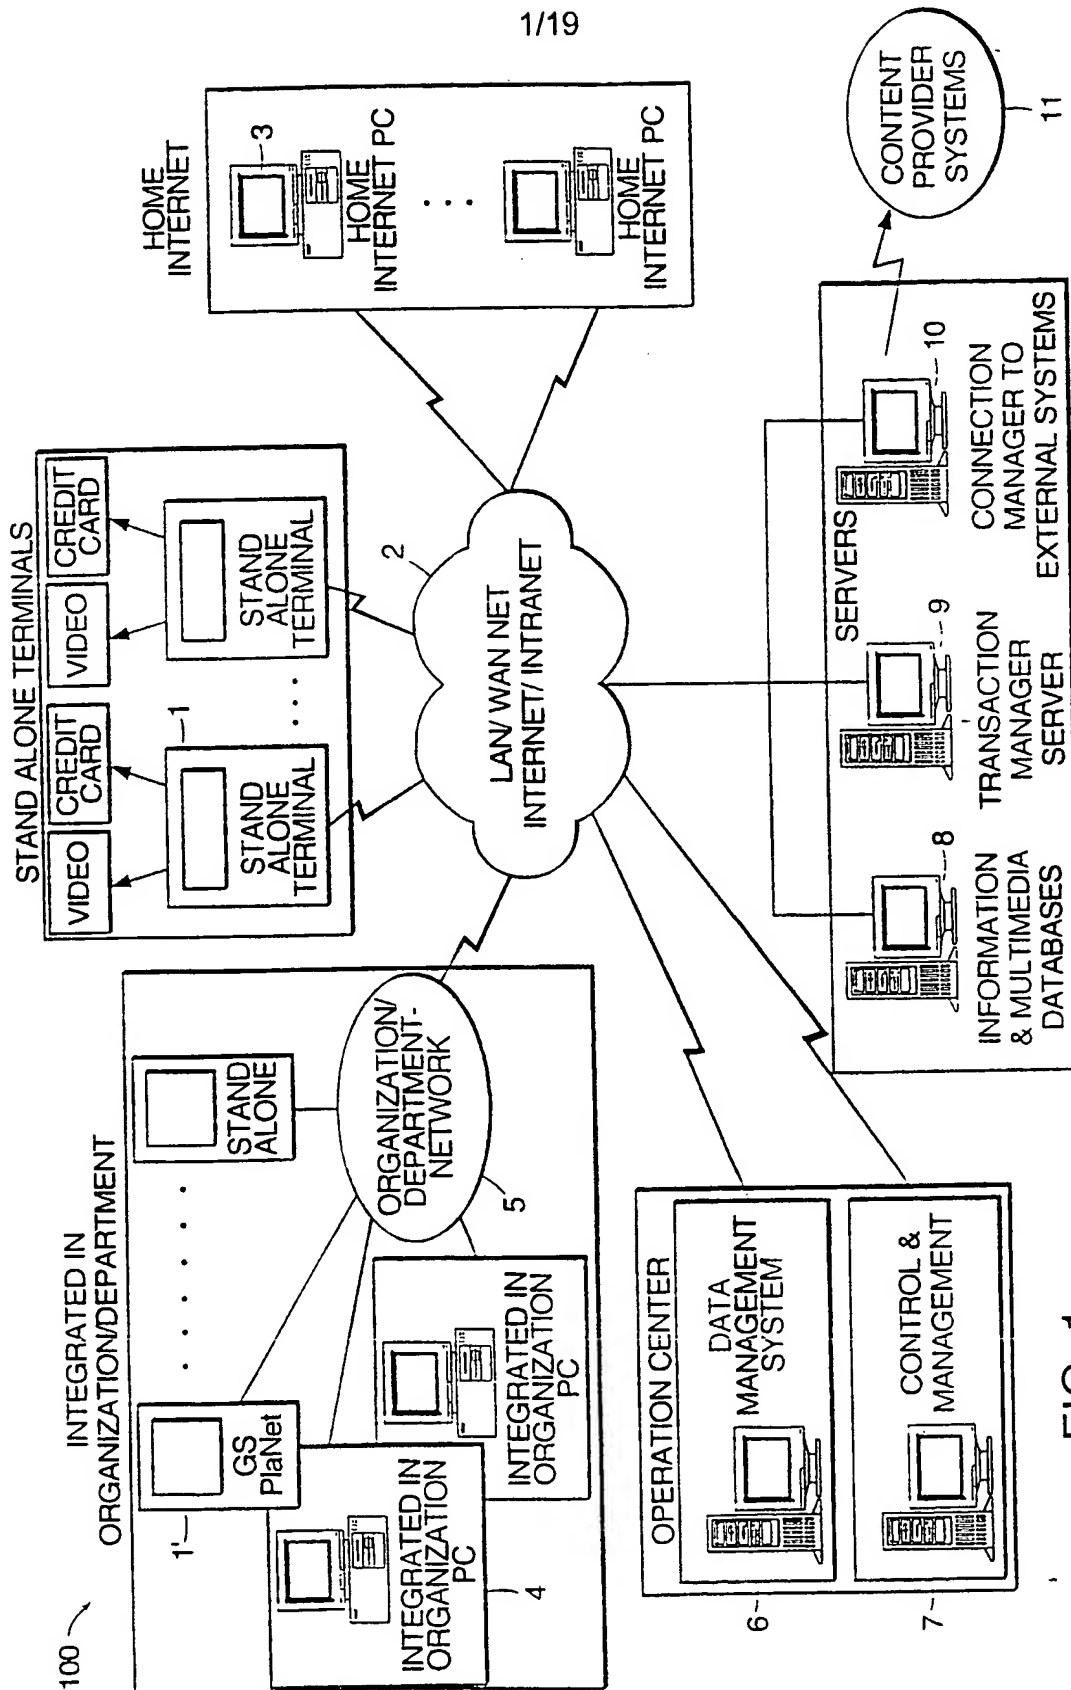 1/19
100
INTEGRATED IN
ORGANIZATION/DEPARTMENT
1'
GS
PlaNet
STAND
ALONE
INTEGRATED IN
ORGANIZATION
PC
4
INTEGRATED IN
ORGANIZATION
PC
ORGANIZATION/
DEPARTMENT-
NETWORK
5
STAND ALONE TERMINALS
VIDEO
CREDIT
CARD
VIDEO
CREDIT
CARD
1
STAND
ALONE
TERMINAL
STAND
ALONE
TERMINAL
HOME
INTERNET
3
HOME
INTERNET PC
HOME
INTERNET PC
2
LAN/ WAN NET
INTERNET/ INTRANET
OPERATION CENTER
DATA
MANAGEMENT
SYSTEM
6
CONTROL &
MANAGEMENT
7
SERVERS
8
INFORMATION
& MULTIMEDIA
DATABASES
9
TRANSACTION
MANAGER
SERVER
10
CONNECTION
MANAGER TO
EXTERNAL SYSTEMS
CONTENT
PROVIDER
SYSTEMS
11